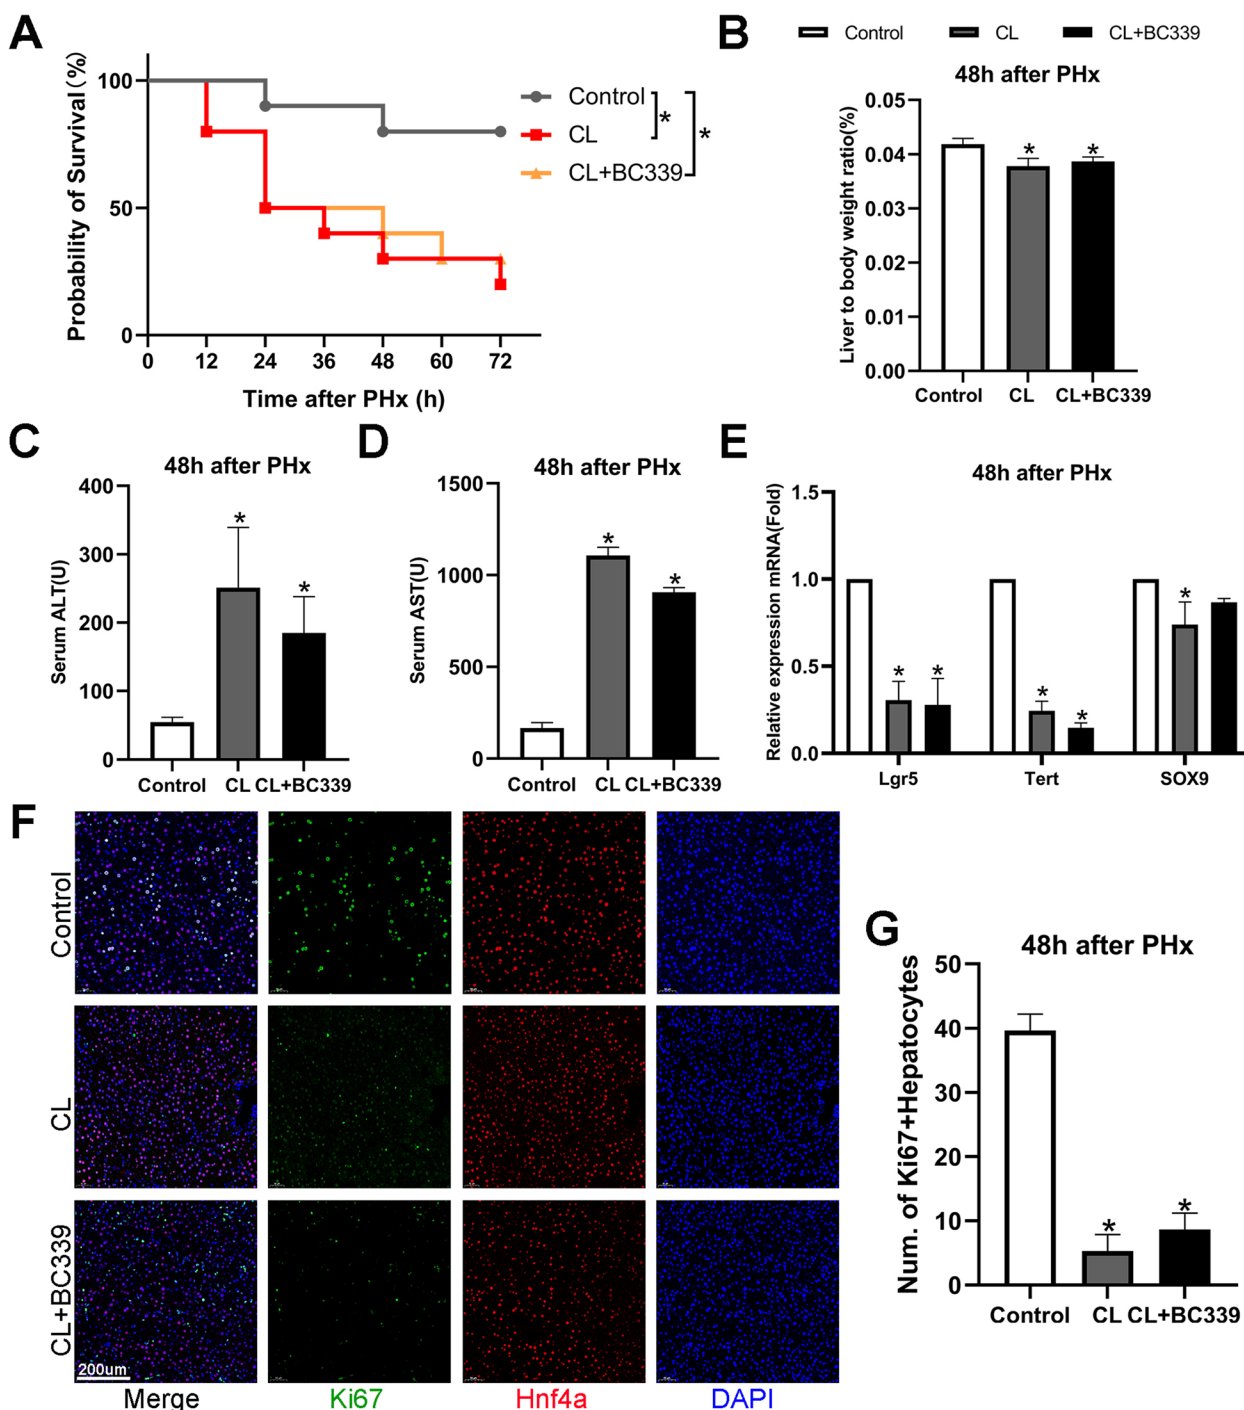 A
Probability of Survival(%)
100
50
0
0 12 24 36 48 60 72
Time after PHx (h)
Control
CL
CL+BC339
*
*
B
Control CL CL+BC339
48h after PHx
Liver to body weight ratio(%)
0.05
0.04
0.03
0.02
0.01
0.00
* *
Control CL CL+BC339
C
48h after PHx
Serum ALT(U)
400
300
200
100
0
* *
Control CL CL+BC339
D
48h after PHx
Serum AST(U)
1500
1000
500
0
* *
Control CL CL+BC339
E
48h after PHx
Relative expression mRNA(Fold)
1.5
1.0
0.5
0.0
* * * * *
Lgr5 Tert SOX9
F
Control
CL
CL+BC339
200um
Merge Ki67 Hnf4a DAPI
G
48h after PHx
Num. of Ki67+Hepatocytes
50
40
30
20
10
0
* *
Control CL CL+BC339